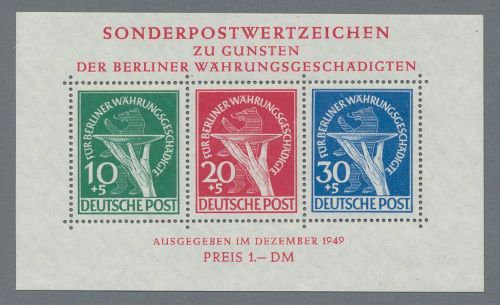 SONDERPOSTWERTZEICHEN
ZU GUNSTEN
DER BERLINER WÄHRUNGSGESCHÄDIGTEN
FÜR BERLINER WÄHRUNGSGESCHÄDIGTE
10
+5
DEUTSCHE POST
FÜR BERLINER WÄHRUNGSGESCHÄDIGTE
20
+5
DEUTSCHE POST
FÜR BERLINER WÄHRUNGSGESCHÄDIGTE
30
+5
DEUTSCHE POST
AUSGEGEBEN IM DEZEMBER 1949
PREIS 1.– DM